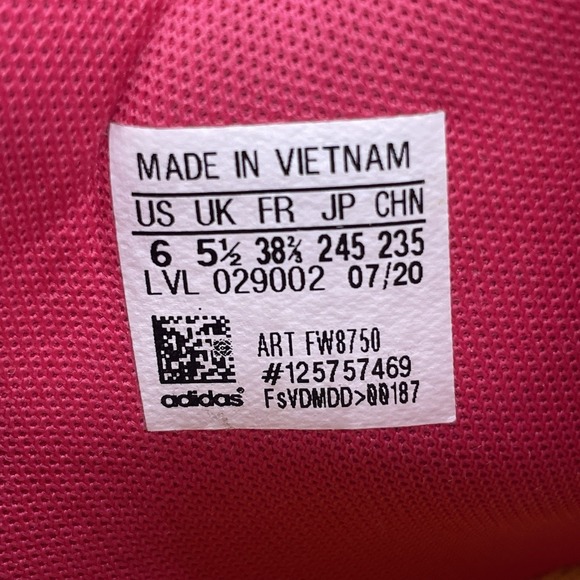 MADE IN VIETNAM
US UK FR JP CHN
6 5½ 38⅔ 245 235
LVL 029002 07/20
ART FW8750
#125757469
adidas® FsVDMDD>00187